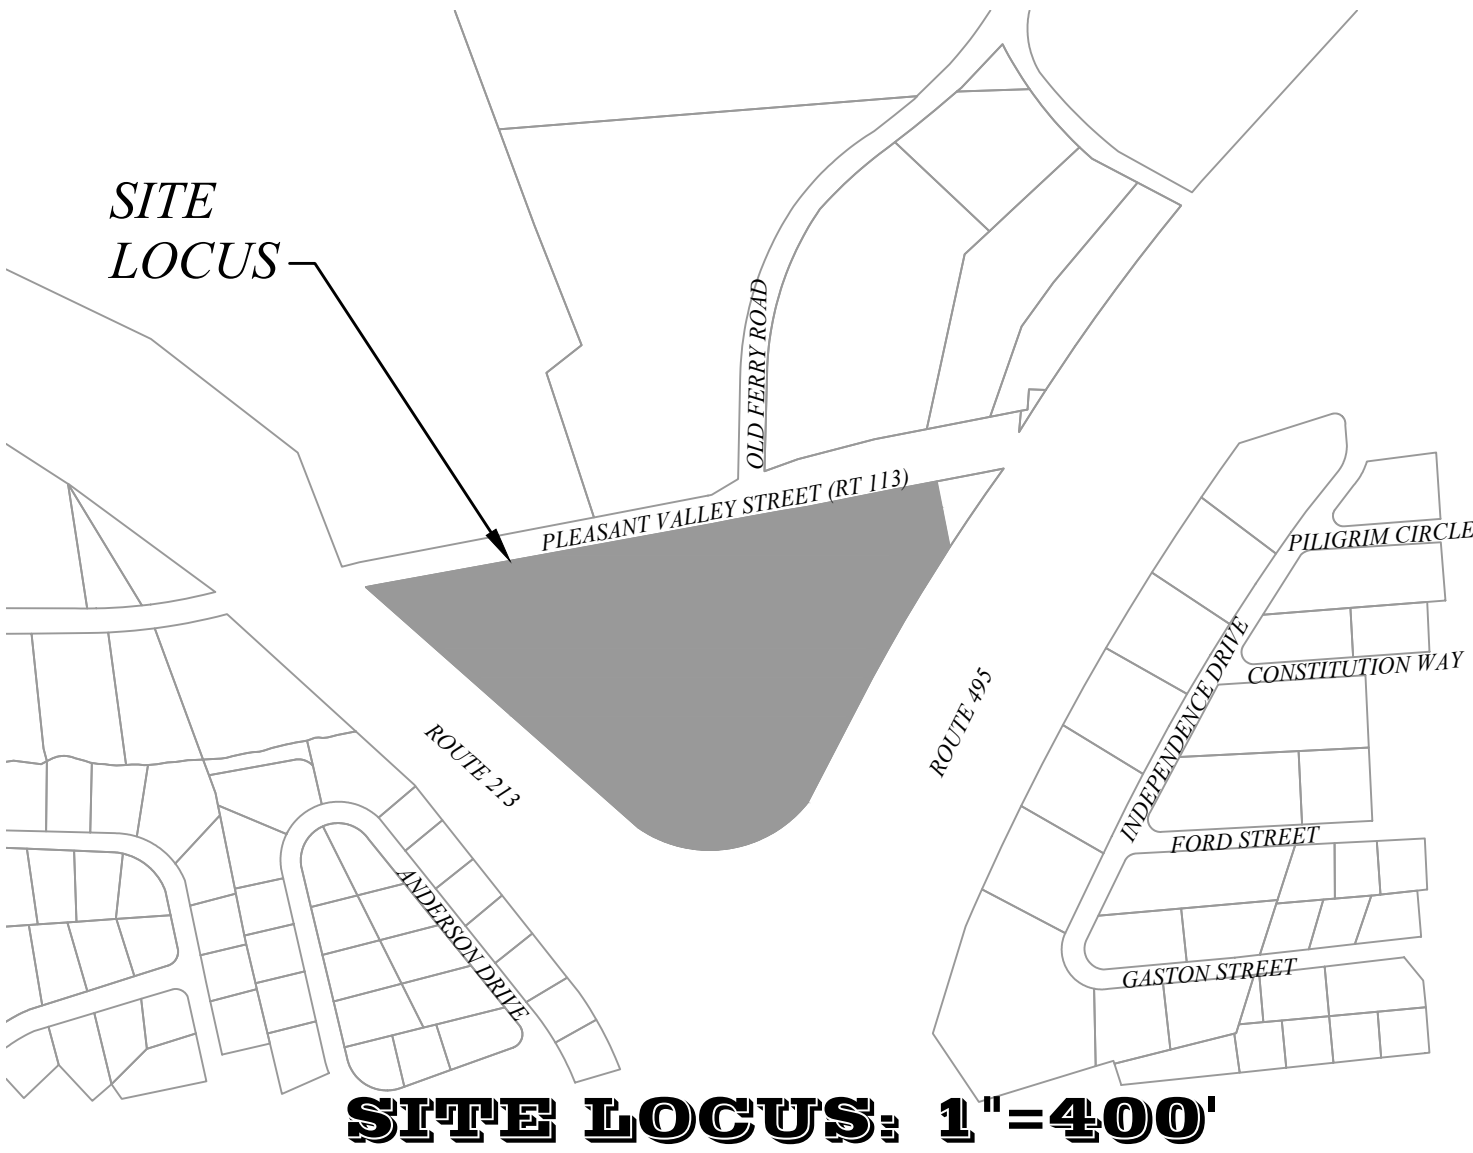 SITE
LOCUS
OLD FERRY ROAD
PLEASANT VALLEY STREET (RT 113)
PILIGRIM CIRCLE
INDEPENDENCE DRIVE
CONSTITUTION WAY
ROUTE 495
ROUTE 213
FORD STREET
ANDERSON DRIVE
GASTON STREET
SITE LOCUS: 1"=400'